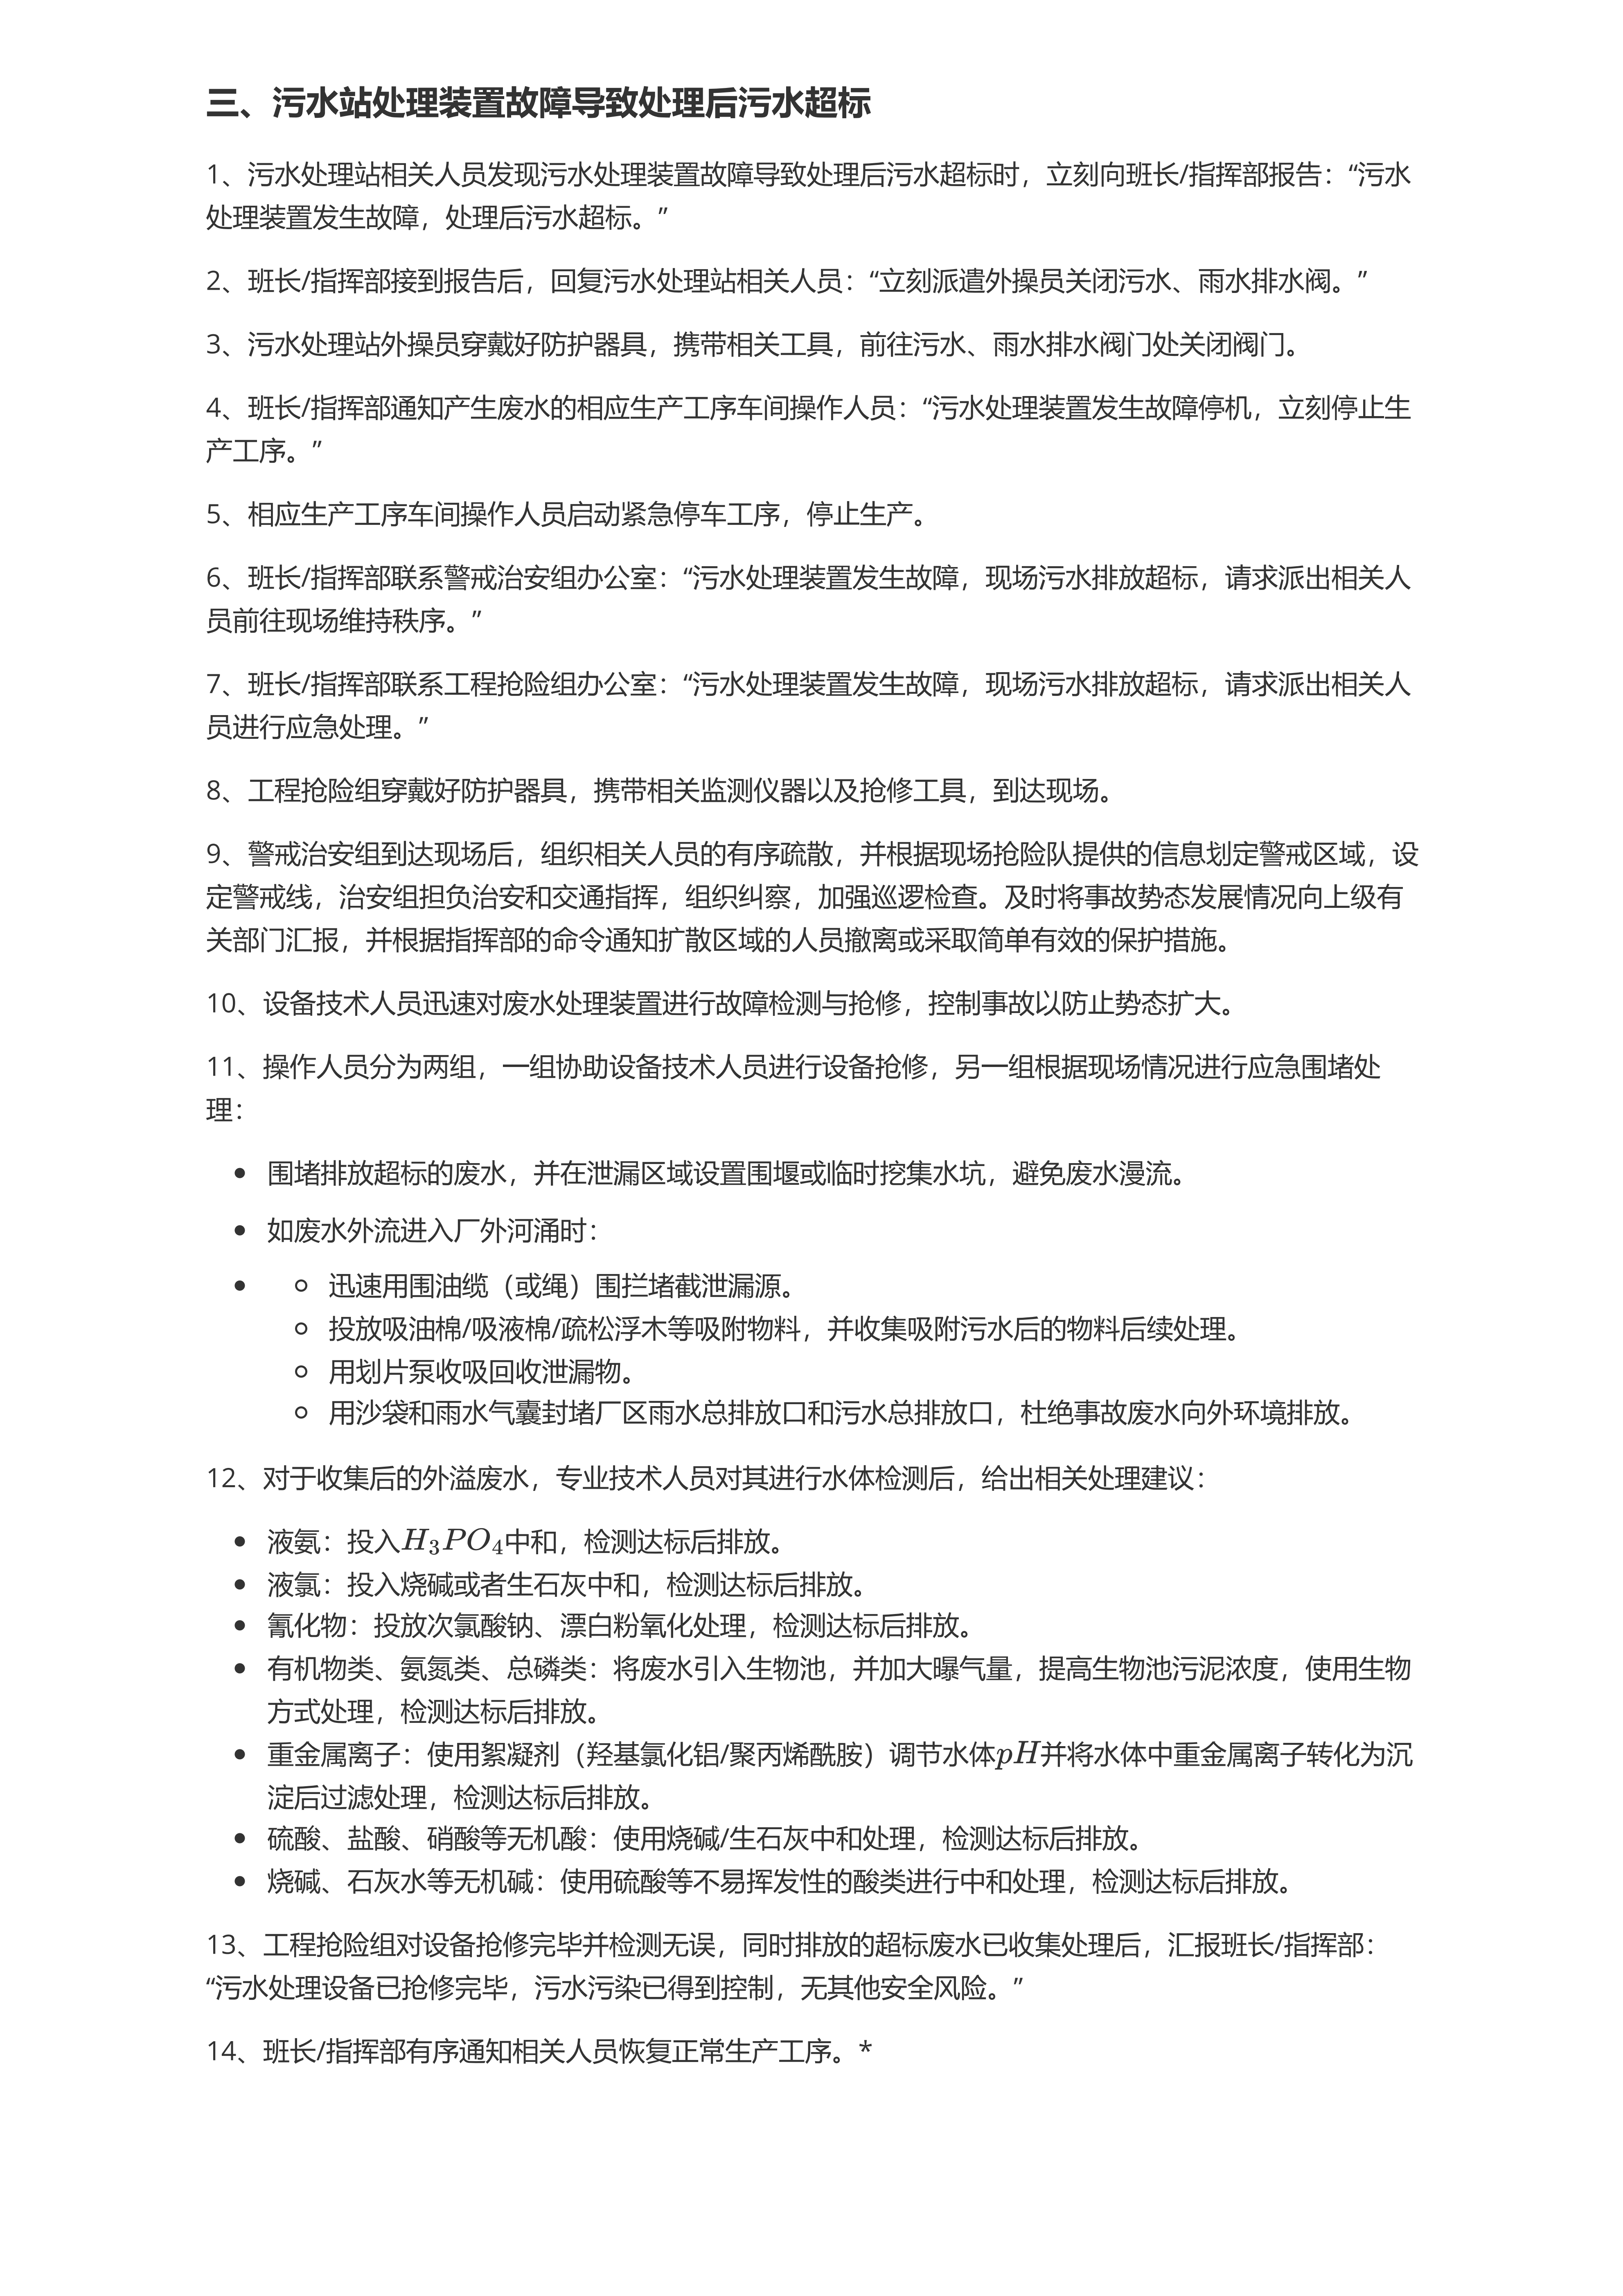 三、污水站处理装置故障导致处理后污水超标
1、污水处理站相关人员发现污水处理装置故障导致处理后污水超标时，立刻向班长/指挥部报告：“污水
处理装置发生故障，处理后污水超标。”
2、班长/指挥部接到报告后，回复污水处理站相关人员：“立刻派遣外操员关闭污水、雨水排水阀。”
3、污水处理站外操员穿戴好防护器具，携带相关工具，前往污水、雨水排水阀门处关闭阀门。
4、班长/指挥部通知产生废水的相应生产工序车间操作人员：“污水处理装置发生故障停机，立刻停止生
产工序。”
5、相应生产工序车间操作人员启动紧急停车工序，停止生产。
6、班长/指挥部联系警戒治安组办公室：“污水处理装置发生故障，现场污水排放超标，请求派出相关人
员前往现场维持秩序。”
7、班长/指挥部联系工程抢险组办公室：“污水处理装置发生故障，现场污水排放超标，请求派出相关人
员进行应急处理。”
8、工程抢险组穿戴好防护器具，携带相关监测仪器以及抢修工具，到达现场。
9、警戒治安组到达现场后，组织相关人员的有序疏散，并根据现场抢险队提供的信息划定警戒区域，设
定警戒线，治安组担负治安和交通指挥，组织纠察，加强巡逻检查。及时将事故势态发展情况向上级有
关部门汇报，并根据指挥部的命令通知扩散区域的人员撤离或采取简单有效的保护措施。
10、设备技术人员迅速对废水处理装置进行故障检测与抢修，控制事故以防止势态扩大。
11、操作人员分为两组，一组协助设备技术人员进行设备抢修，另一组根据现场情况进行应急围堵处
理：
• 围堵排放超标的废水，并在泄漏区域设置围堰或临时挖集水坑，避免废水漫流。
• 如废水外流进入厂外河涌时：
• ○ 迅速用围油缆（或绳）围拦堵截泄漏源。
○ 投放吸油棉/吸液棉/疏松浮木等吸附物料，并收集吸附污水后的物料后续处理。
○ 用划片泵收吸回收泄漏物。
○ 用沙袋和雨水气囊封堵厂区雨水总排放口和污水总排放口，杜绝事故废水向外环境排放。
12、对于收集后的外溢废水，专业技术人员对其进行水体检测后，给出相关处理建议：
• 液氨：投入H₃PO₄中和，检测达标后排放。
• 液氯：投入烧碱或者生石灰中和，检测达标后排放。
• 氰化物：投放次氯酸钠、漂白粉氧化处理，检测达标后排放。
• 有机物类、氨氮类、总磷类：将废水引入生物池，并加大曝气量，提高生物池污泥浓度，使用生物
方式处理，检测达标后排放。
• 重金属离子：使用絮凝剂（羟基氯化铝/聚丙烯酰胺）调节水体pH并将水体中重金属离子转化为沉
淀后过滤处理，检测达标后排放。
• 硫酸、盐酸、硝酸等无机酸：使用烧碱/生石灰中和处理，检测达标后排放。
• 烧碱、石灰水等无机碱：使用硫酸等不易挥发性的酸类进行中和处理，检测达标后排放。
13、工程抢险组对设备抢修完毕并检测无误，同时排放的超标废水已收集处理后，汇报班长/指挥部：
“污水处理设备已抢修完毕，污水污染已得到控制，无其他安全风险。”
14、班长/指挥部有序通知相关人员恢复正常生产工序。*